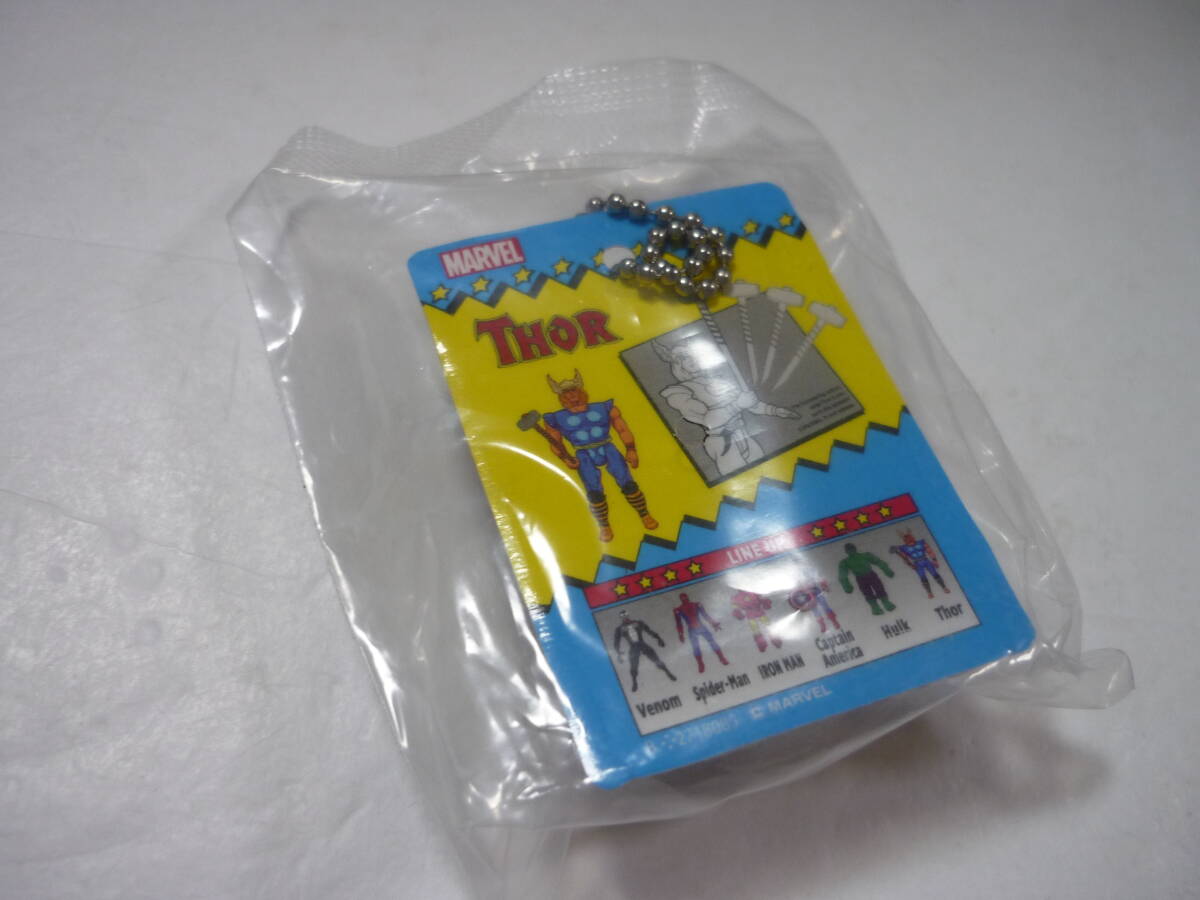 MARVEL
THOR
LINE UP
Venom
Spider-Man
IRON MAN
Captain
America
Hulk
Thor
© MARVEL